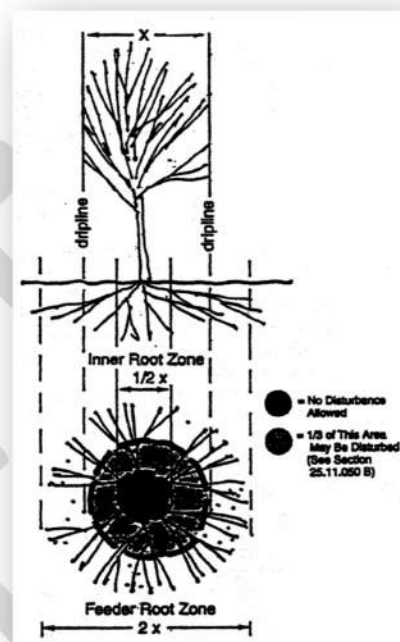 X
dripline
dripline
Inner Root Zone
1/2 x
= No Disturbance
Allowed
= 1/3 of This Area
May Be Disturbed
(See Section
25.11.050 B)
Feeder Root Zone
2 x